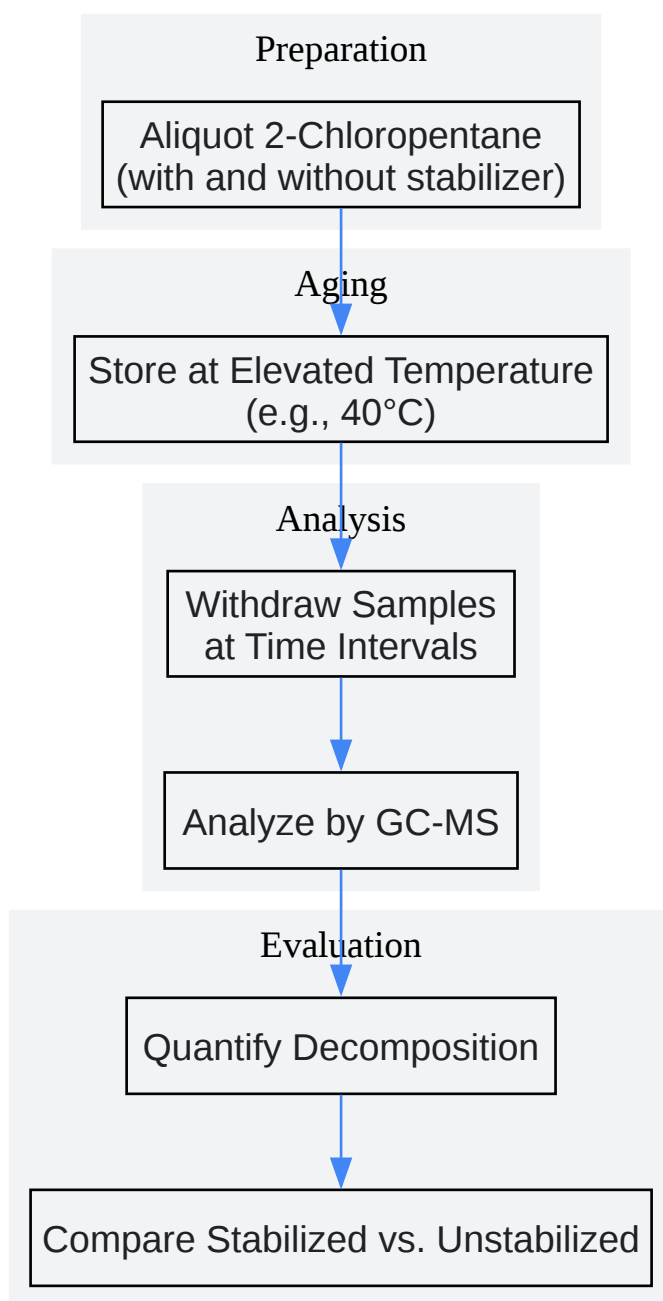 Preparation
Aliquot 2-Chloropentane
(with and without stabilizer)
Aging
Store at Elevated Temperature
(e.g., 40°C)
Analysis
Withdraw Samples
at Time Intervals
Analyze by GC-MS
Evaluation
Quantify Decomposition
Compare Stabilized vs. Unstabilized